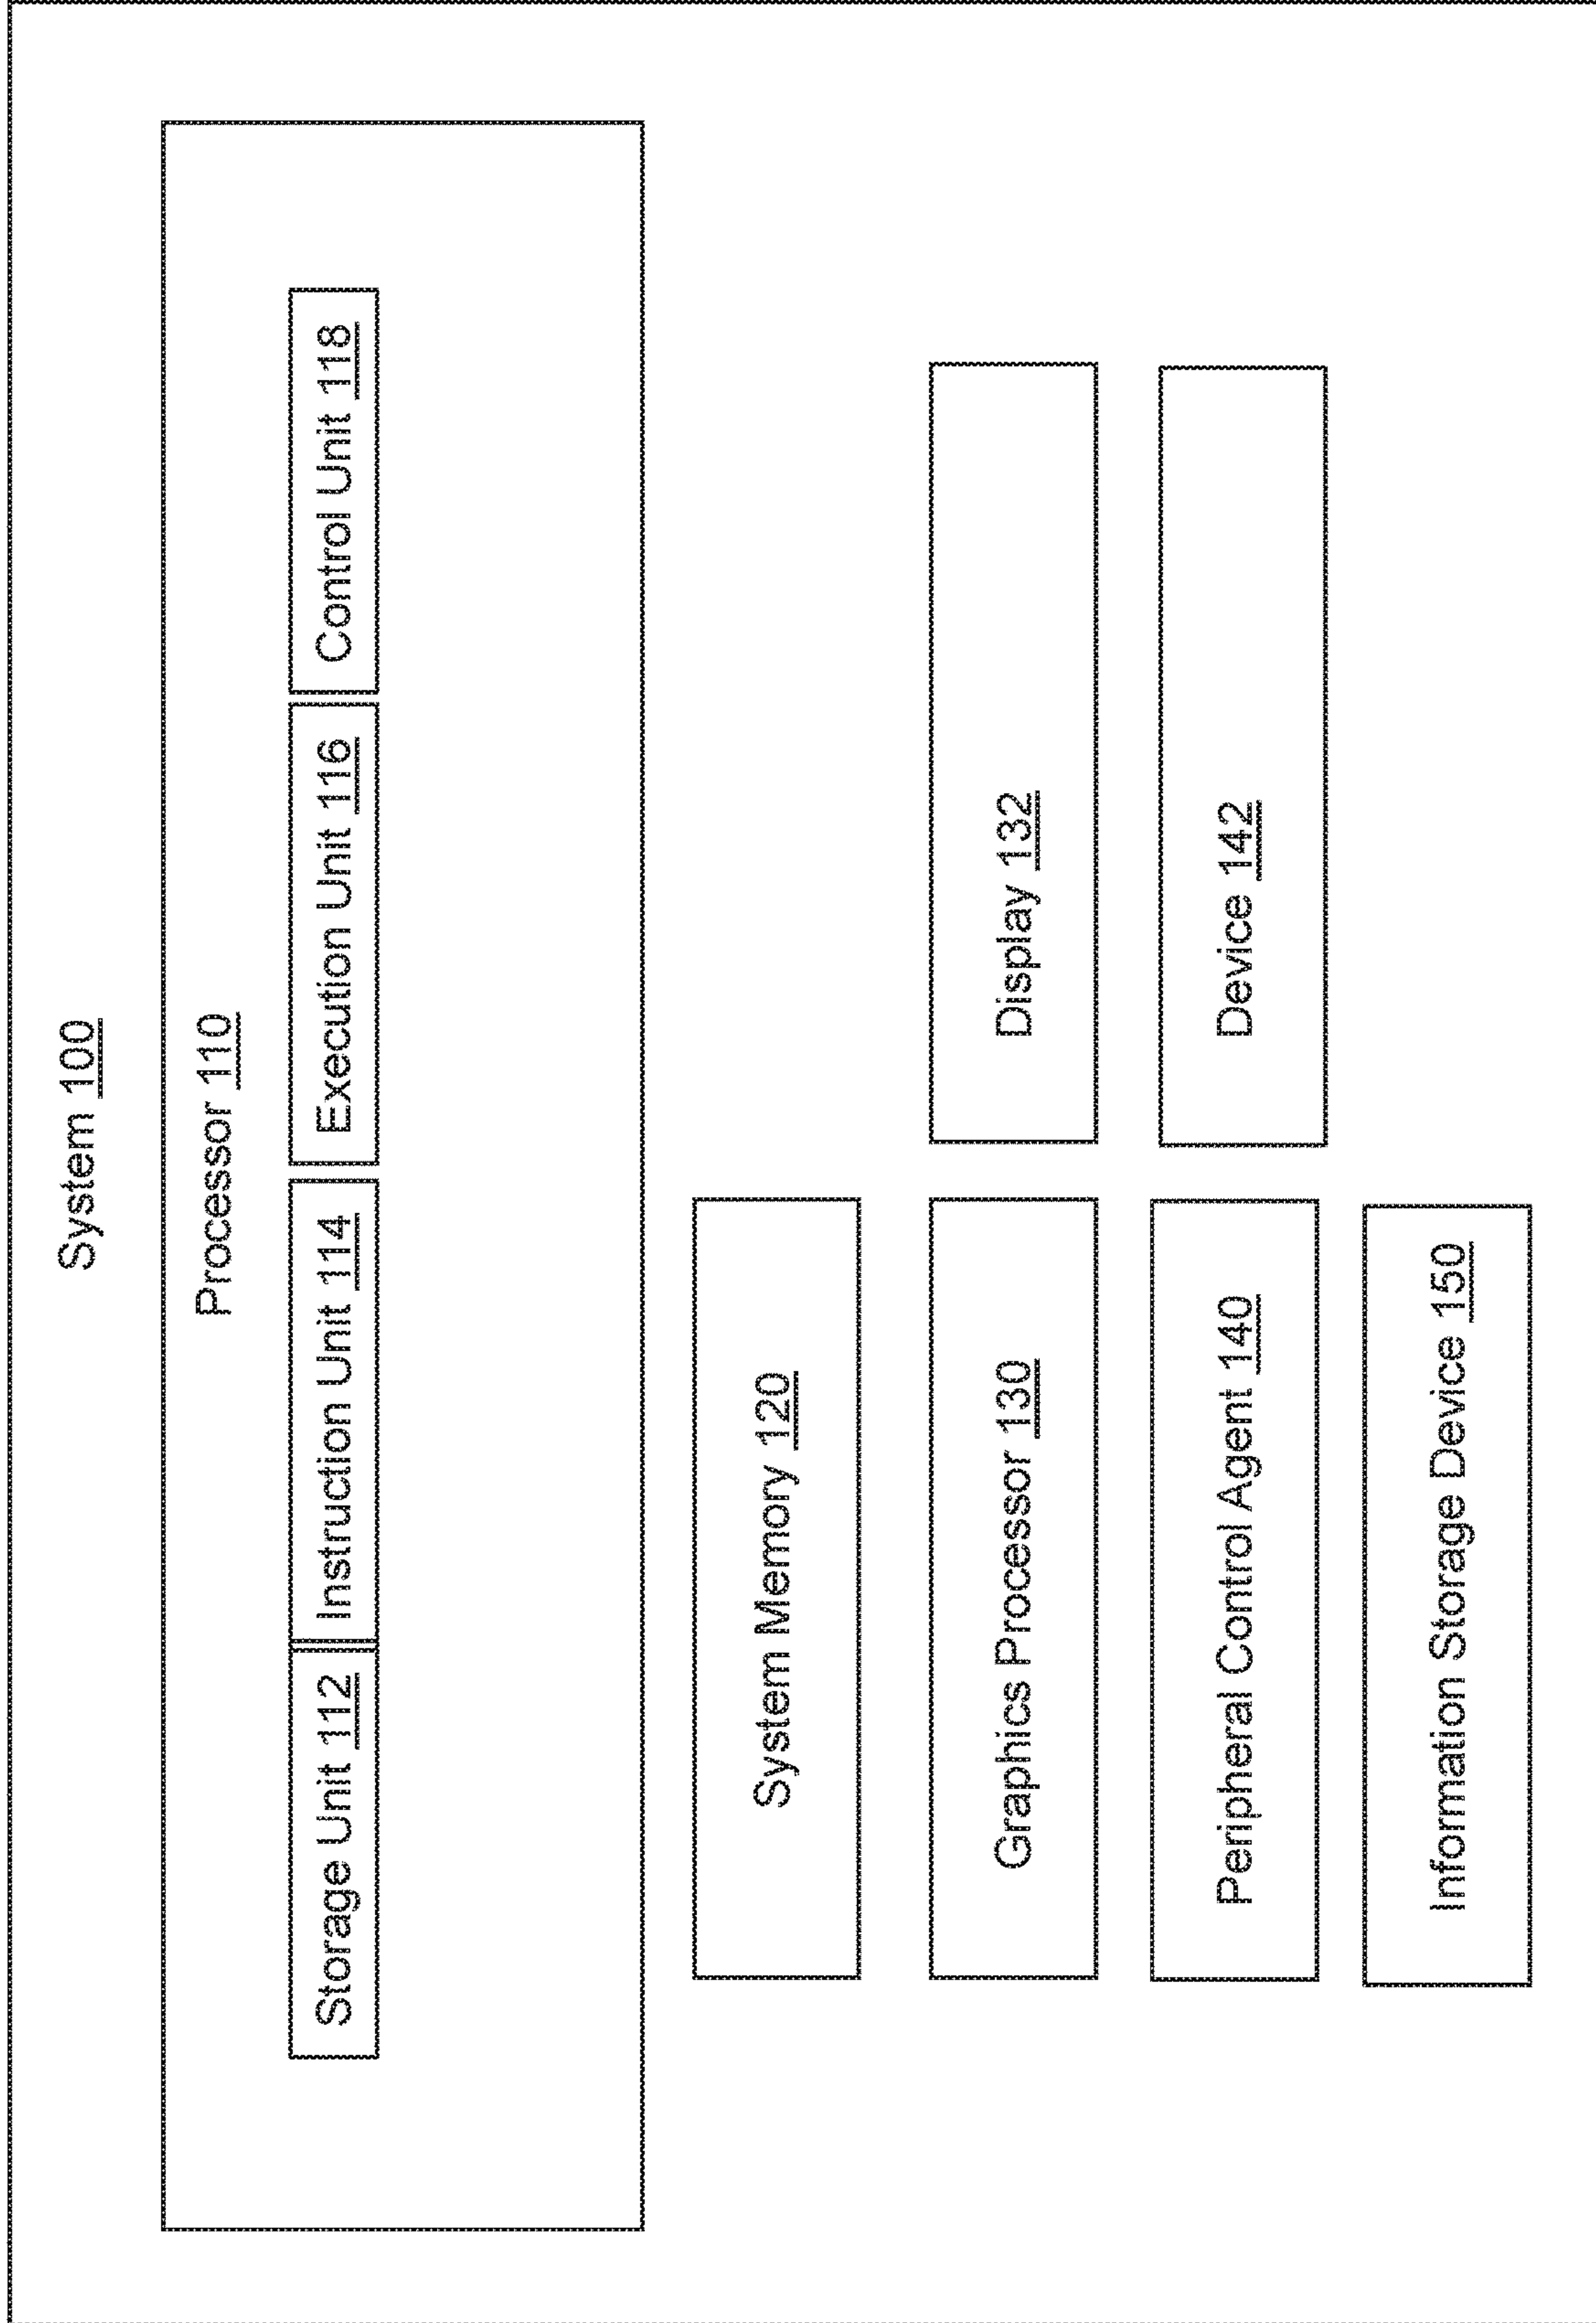 System 100
Processor 110
Storage Unit 112
Instruction Unit 114
Execution Unit 116
Control Unit 118
System Memory 120
Graphics Processor 130
Display 132
Peripheral Control Agent 140
Device 142
Information Storage Device 150